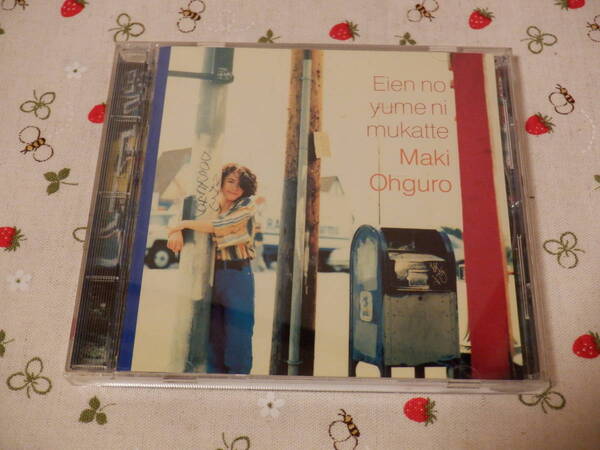 Eien no
yume ni
mukatte
Maki
Ohguro